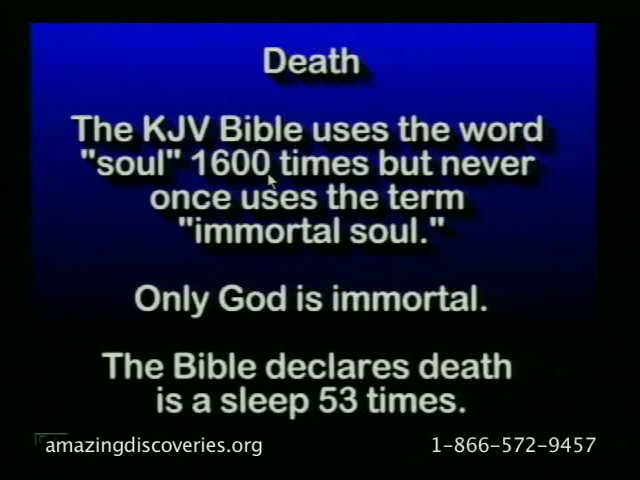 Death
The KJV Bible uses the word
"soul" 1600 times but never
once uses the term
"immortal soul."
Only God is immortal.
The Bible declares death
is a sleep 53 times.
amazingdiscoveries.org 1-866-572-9457